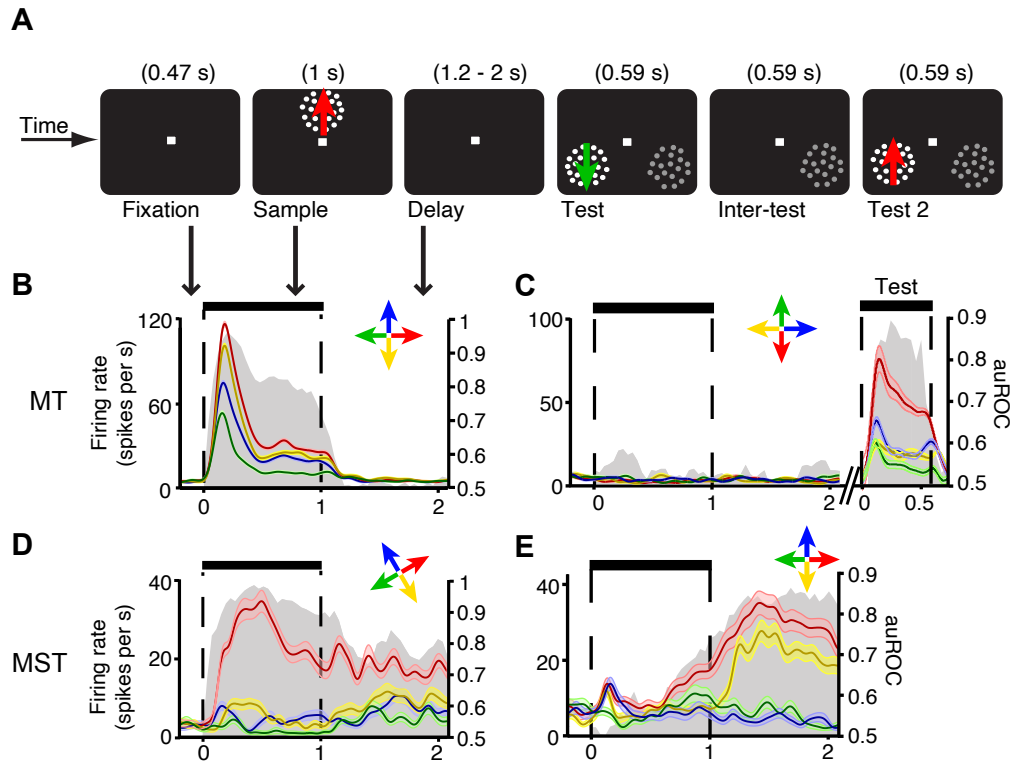 A
(0.47 s) (1 s) (1.2 - 2 s) (0.59 s) (0.59 s) (0.59 s)
Time
Fixation Sample Delay Test Inter-test Test 2
B
C
Test
MT
Firing rate
(spikes per s)
120
60
0
1
0.9
0.8
0.7
0.6
0.5
0 1 2
100
50
0
0.9
0.8
0.7
0.6
0.5
auROC
0 1 2 0 0.5
D
E
MST
Firing rate
(spikes per s)
40
20
0
1
0.9
0.8
0.7
0.6
0.5
0 1 2
40
20
0
0.9
0.8
0.7
0.6
0.5
auROC
0 1 2